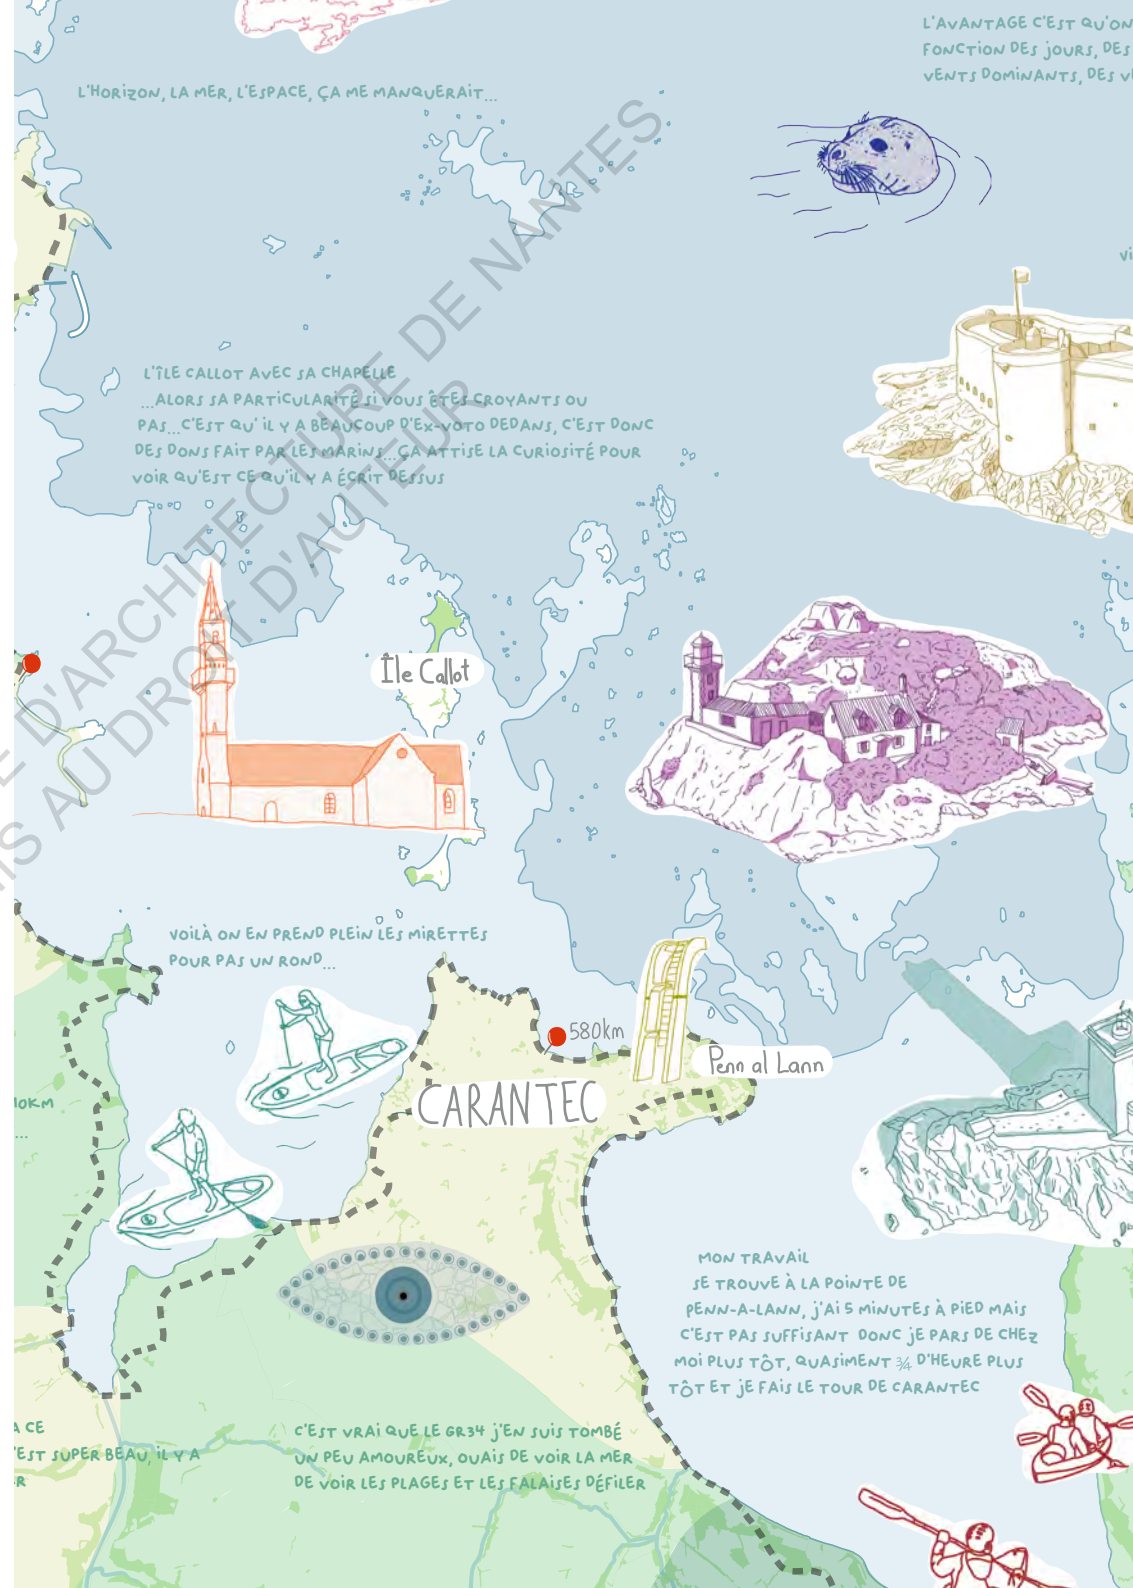 L'AVANTAGE C'EST QU'ON
FONCTION DES JOURS, DES
VENTS DOMINANTS, DES
L'HORIZON, LA MER, L'ESPACE, ÇA ME MANQUERAIT...
L'ÎLE CALLOT AVEC SA CHAPELLE
...ALORS SA PARTICULARITÉ SI VOUS ÊTES CROYANTS OU
PAS...C'EST QU' IL Y A BEAUCOUP D'EX-VOTO DEDANS, C'EST DONC
DES DONS FAIT PAR LES MARINS...ÇA ATTISE LA CURIOSITÉ POUR
VOIR QU'EST CE QU'IL Y A ÉCRIT DESSUS
D'ARCHITECTURE DE NANTES
AU DROIT D'AUTEUR
Île Callot
VOILÀ ON EN PREND PLEIN LES MIRETTES
POUR PAS UN ROND...
580km
Penn al Lann
CARANTEC
10KM
...
MON TRAVAIL
SE TROUVE À LA POINTE DE
PENN-A-LANN, J'AI 5 MINUTES À PIED MAIS
C'EST PAS SUFFISANT DONC JE PARS DE CHEZ
MOI PLUS TÔT, QUASIMENT ¾ D'HEURE PLUS
TÔT ET JE FAIS LE TOUR DE CARANTEC
A CE
'EST SUPER BEAU, IL Y A
R
C'EST VRAI QUE LE GR34 J'EN SUIS TOMBÉ
UN PEU AMOUREUX, OUAIS DE VOIR LA MER
DE VOIR LES PLAGES ET LES FALAISES DÉFILER